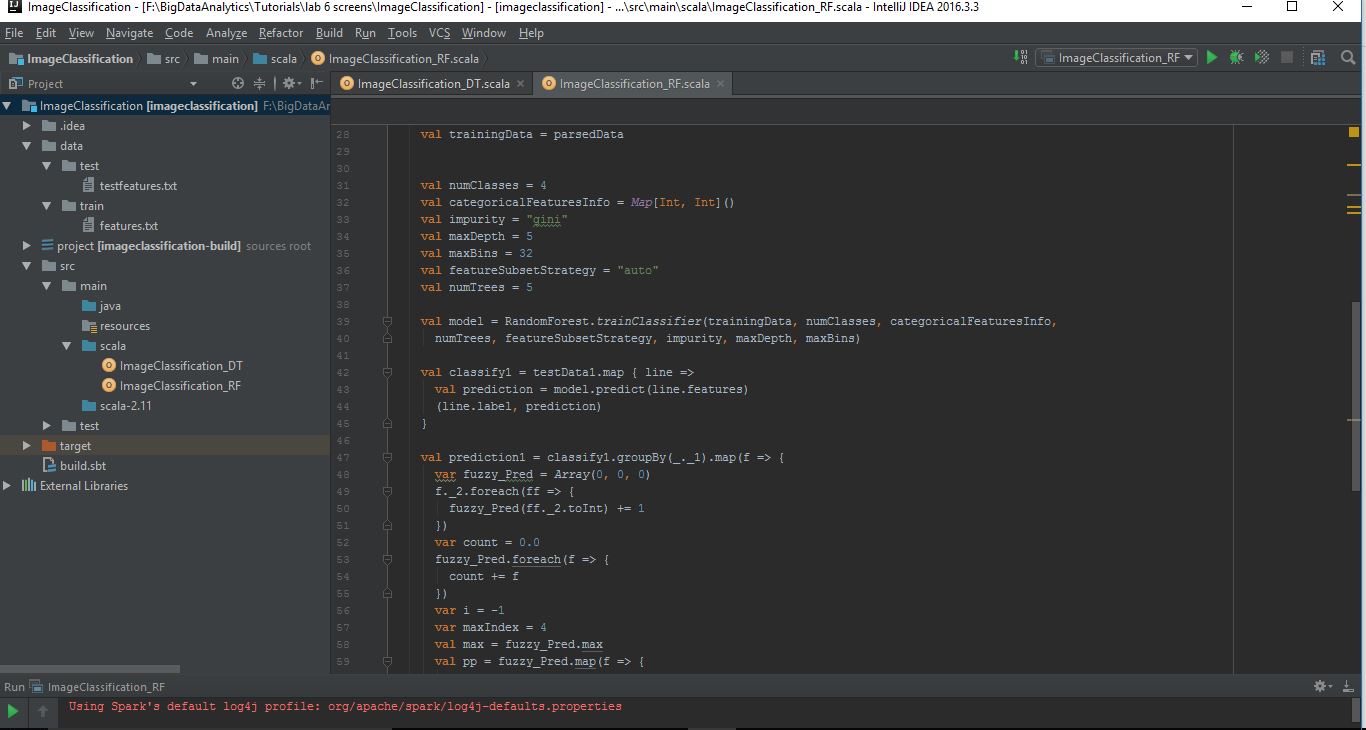 ImageClassification - [F:\BigDataAnalytics\Tutorials\lab 6 screens\ImageClassification] - [imageclassification] - ...\src\main\scala\ImageClassification_RF.scala - IntelliJ IDEA 2016.3.3
File Edit View Navigate Code Analyze Refactor Build Run Tools VCS Window Help
ImageClassification src main scala ImageClassification_RF.scala ImageClassification_RF
Project
ImageClassification_DT.scala ImageClassification_RF.scala
ImageClassification [imageclassification] F:\BigDataAr
.idea
data
test
testfeatures.txt
train
features.txt
project [imageclassification-build] sources root
src
main
java
resources
scala
ImageClassification_DT
ImageClassification_RF
scala-2.11
test
target
build.sbt
External Libraries
28 val trainingData = parsedData
29
30
31 val numClasses = 4
32 val categoricalFeaturesInfo = Map[Int, Int]()
33 val impurity = "gini"
34 val maxDepth = 5
35 val maxBins = 32
36 val featureSubsetStrategy = "auto"
37 val numTrees = 5
38
39 val model = RandomForest.trainClassifier(trainingData, numClasses, categoricalFeaturesInfo,
40 numTrees, featureSubsetStrategy, impurity, maxDepth, maxBins)
41
42 val classify1 = testData1.map { line =>
43 val prediction = model.predict(line.features)
44 (line.label, prediction)
45 }
46
47 val prediction1 = classify1.groupBy(_._1).map(f => {
48 var fuzzy_Pred = Array(0, 0, 0)
49 f._2.foreach(ff => {
50 fuzzy_Pred(ff._2.toInt) += 1
51 })
52 var count = 0.0
53 fuzzy_Pred.foreach(f => {
54 count += f
55 })
56 var i = -1
57 var maxIndex = 4
58 val max = fuzzy_Pred.max
59 val pp = fuzzy_Pred.map(f => {
Run ImageClassification_RF
Using Spark's default log4j profile: org/apache/spark/log4j-defaults.properties